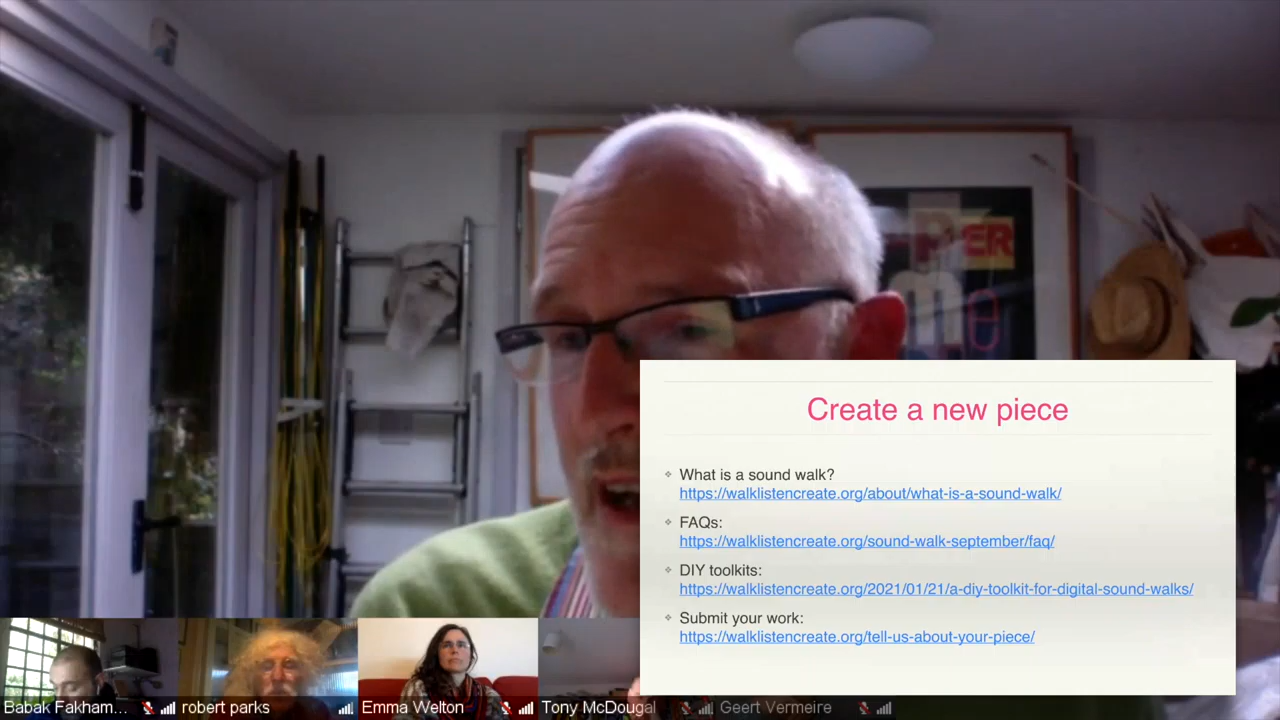 Create a new piece
What is a sound walk?
https://walklistencreate.org/about/what-is-a-sound-walk/
FAQs:
https://walklistencreate.org/sound-walk-september/faq/
DIY toolkits:
https://walklistencreate.org/2021/01/21/a-diy-toolkit-for-digital-sound-walks/
Submit your work:
https://walklistencreate.org/tell-us-about-your-piece/
Babak Fakham...
robert parks
Emma Welton
Tony McDougal
Geert Vermeire